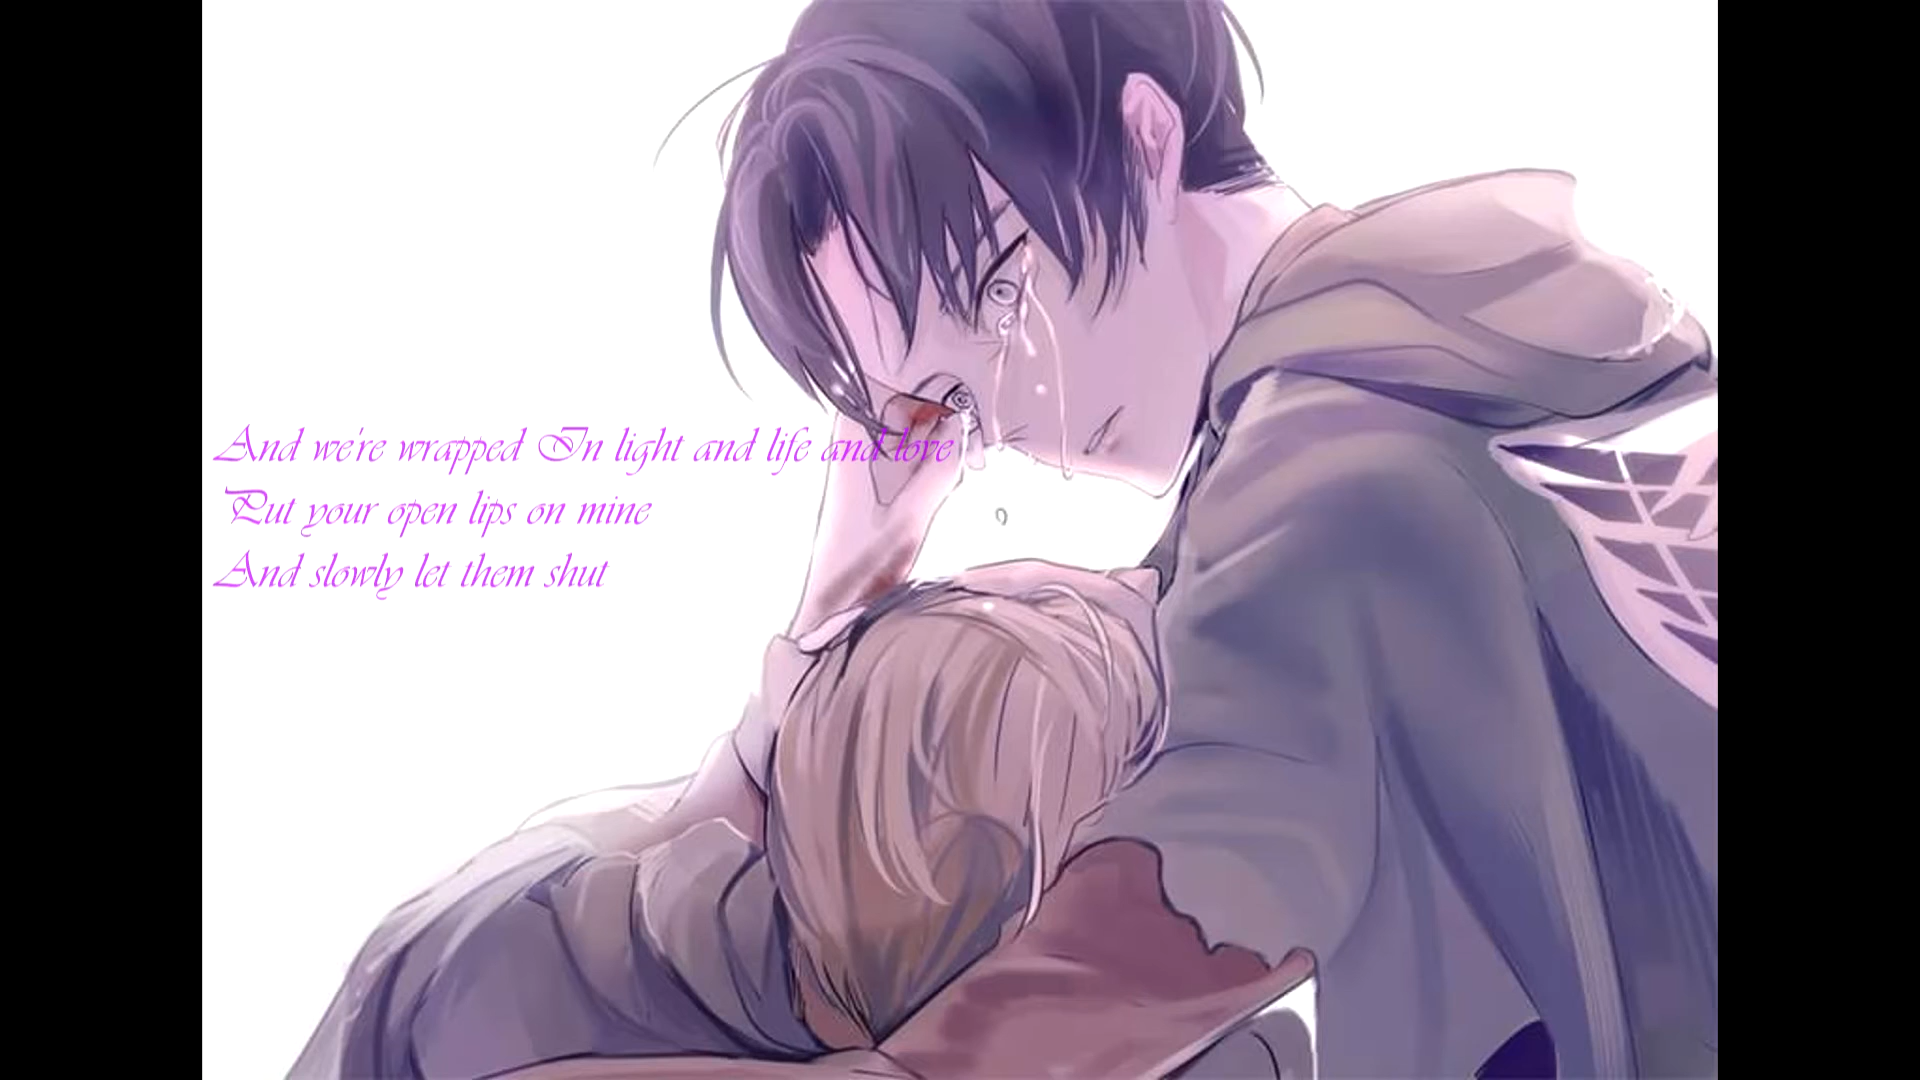 And we're wrapped In light and life and love
Put your open lips on mine
And slowly let them shut